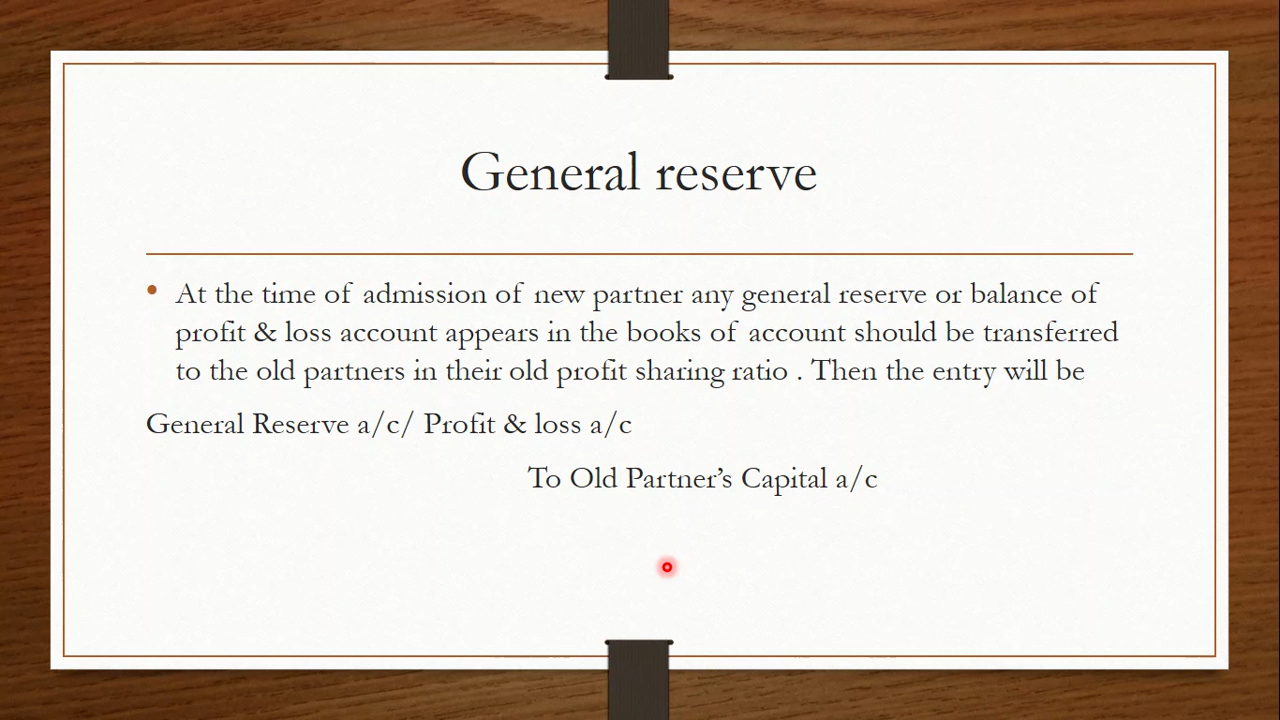 General reserve
• At the time of admission of new partner any general reserve or balance of
profit & loss account appears in the books of account should be transferred
to the old partners in their old profit sharing ratio . Then the entry will be
General Reserve a/c/ Profit & loss a/c
To Old Partner’s Capital a/c